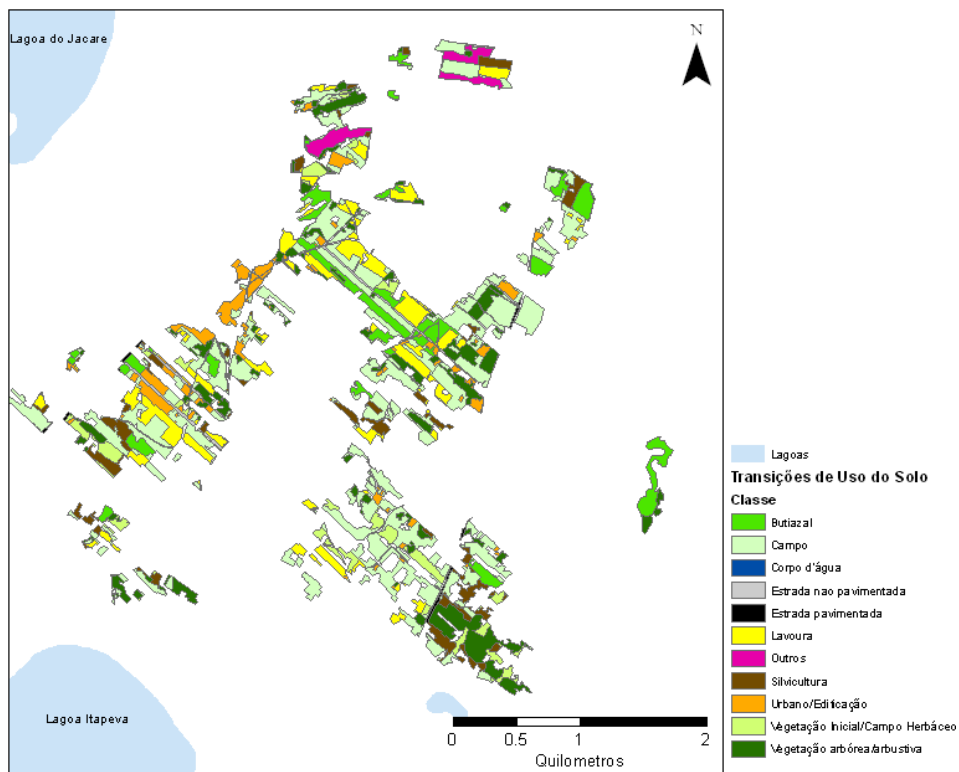 Lagoa do Jacare
N
Lagoas
Transições de Uso do Solo
Classe
Butiazal
Campo
Corpo d'água
Estrada nao pavimentada
Estrada pavimentada
Lavoura
Outros
Silvicultura
Urbano/Edificação
Vegetação Inicial/Campo Herbáceo
Vegetação arbórea/arbustiva
Lagoa Itapeva
0 0.5 1 2
Quilometros